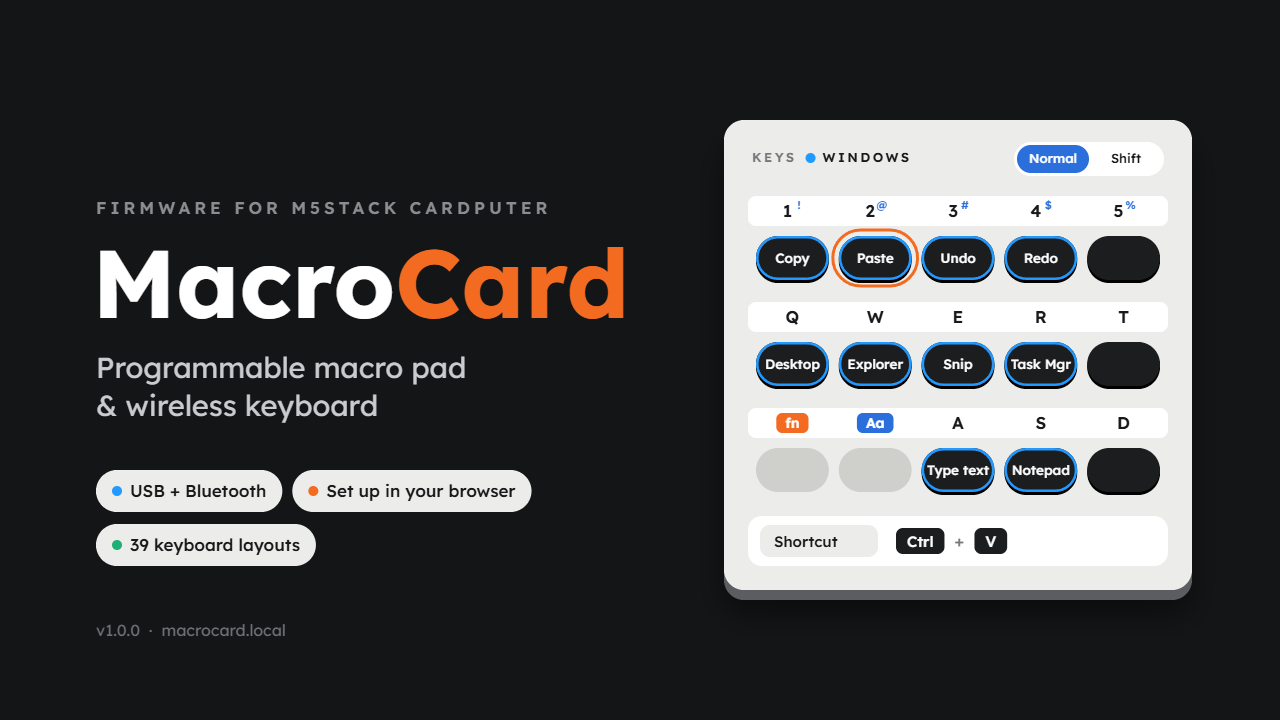 FIRMWARE FOR M5STACK CARDPUTER
MacroCard
Programmable macro pad
& wireless keyboard
USB + Bluetooth
Set up in your browser
39 keyboard layouts
v1.0.0 · macrocard.local
KEYS WINDOWS
Normal Shift
1 ! 2 @ 3 # 4 $ 5 %
Copy Paste Undo Redo
Q W E R T
Desktop Explorer Snip Task Mgr
fn Aa A S D
Type text Notepad
Shortcut Ctrl + V